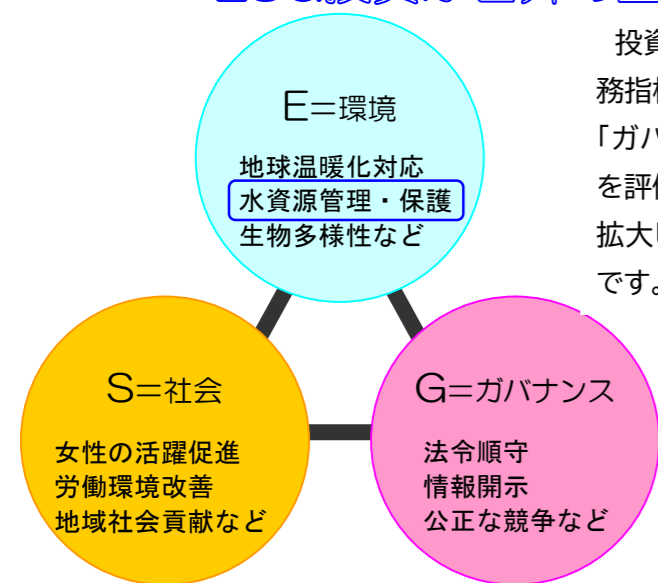 E=環境
地球温暖化対応
水資源管理・保護
生物多様性など
S=社会
女性の活躍促進
労働環境改善
地域社会貢献など
G=ガバナンス
法令順守
情報開示
公正な競争など
投資
務指標
「ガバ
を評価
拡大し
です。